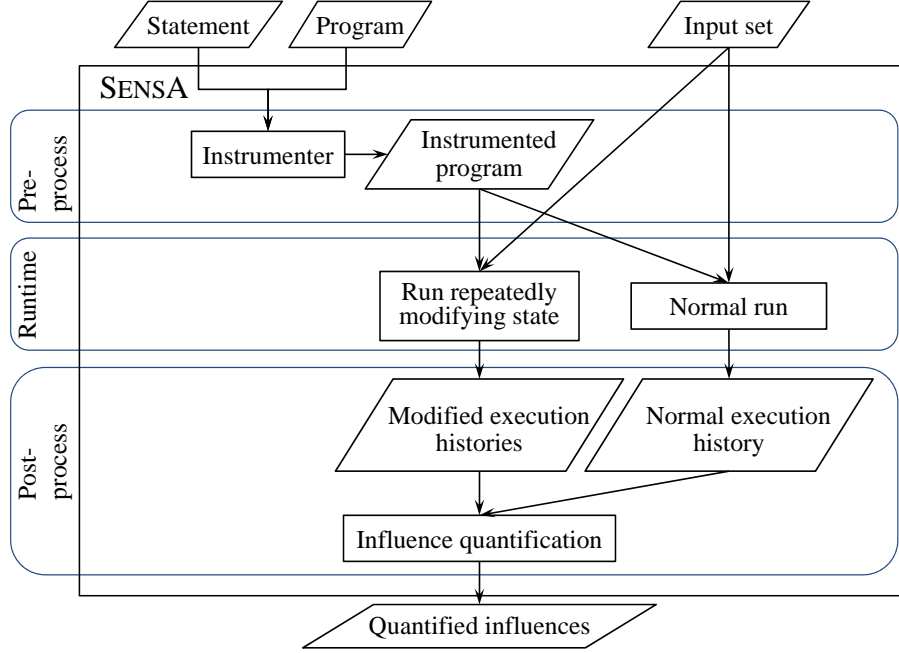 Statement
Program
Input set
SENSA
Pre-
process
Instrumenter
Instrumented
program
Runtime
Run repeatedly
modifying state
Normal run
Post-
process
Modified execution
histories
Normal execution
history
Influence quantification
Quantified influences